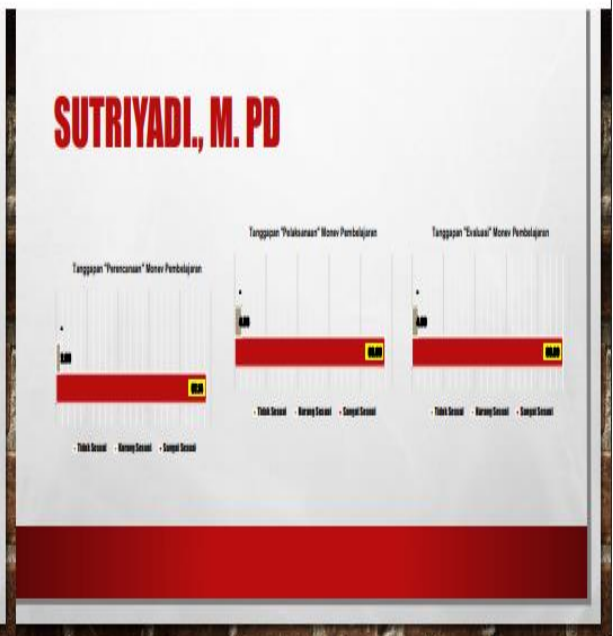 SUTRIYADI., M. PD
Tanggapan "Perencanaan" Monev Pembelajaran
Tidak Sesuai Kurang Sesuai Sangat Sesuai
Tanggapan "Pelaksanaan" Monev Pembelajaran
Tidak Sesuai Kurang Sesuai Sangat Sesuai
Tanggapan "Evaluasi" Monev Pembelajaran
Tidak Sesuai Kurang Sesuai Sangat Sesuai